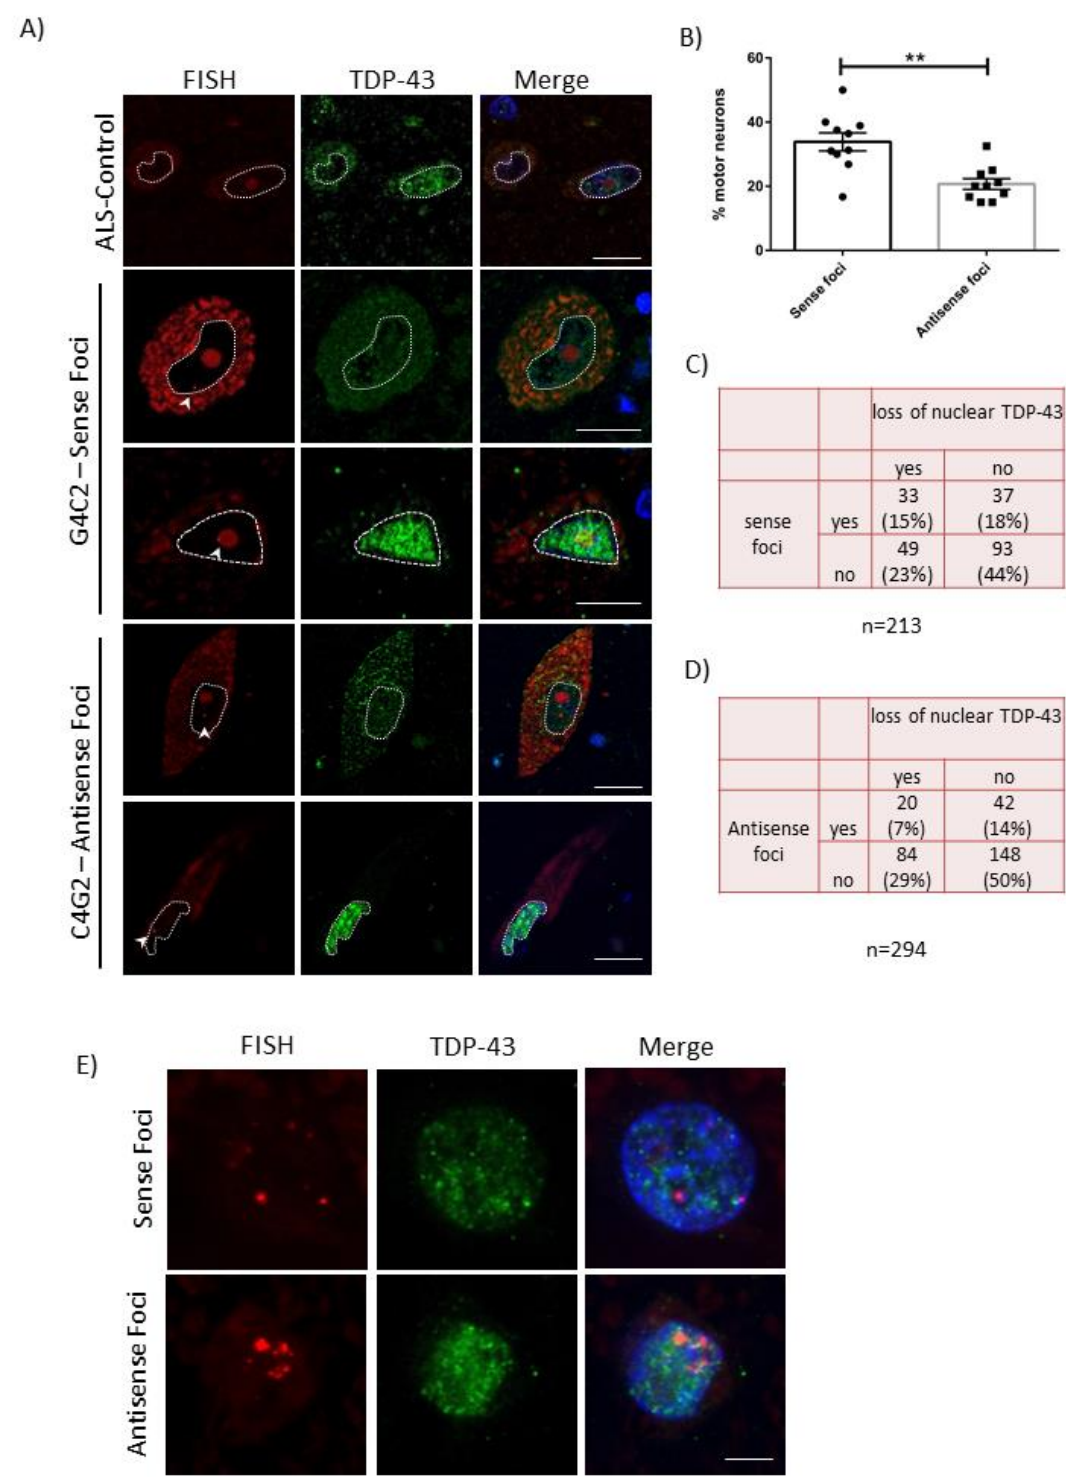 A)
FISH TDP-43 Merge
ALS-Control
G4C2 – Sense Foci
C4G2 – Antisense Foci
B)
60
40
20
0
% motor neurons
**
Sense foci
Antisense foci
C)
loss of nuclear TDP-43
yes no
sense foci
yes
33 (15%)
37 (18%)
no
49 (23%)
93 (44%)
n=213
D)
loss of nuclear TDP-43
yes no
Antisense foci
yes
20 (7%)
42 (14%)
no
84 (29%)
148 (50%)
n=294
E)
FISH TDP-43 Merge
Sense Foci
Antisense Foci